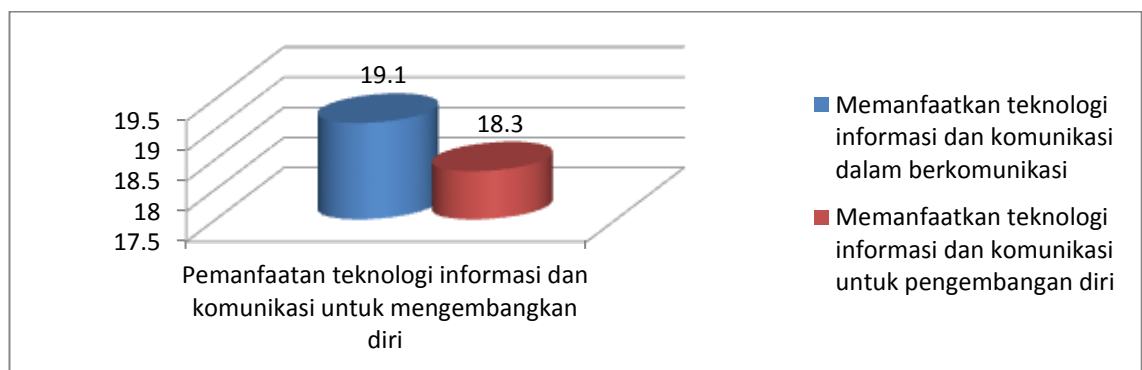 19.1
18.3
19.5
19
18.5
18
17.5
Pemanfaatan teknologi informasi dan
komunikasi untuk mengembangkan
diri
Memanfaatkan teknologi
informasi dan komunikasi
dalam berkomunikasi
Memanfaatkan teknologi
informasi dan komunikasi
untuk pengembangan diri